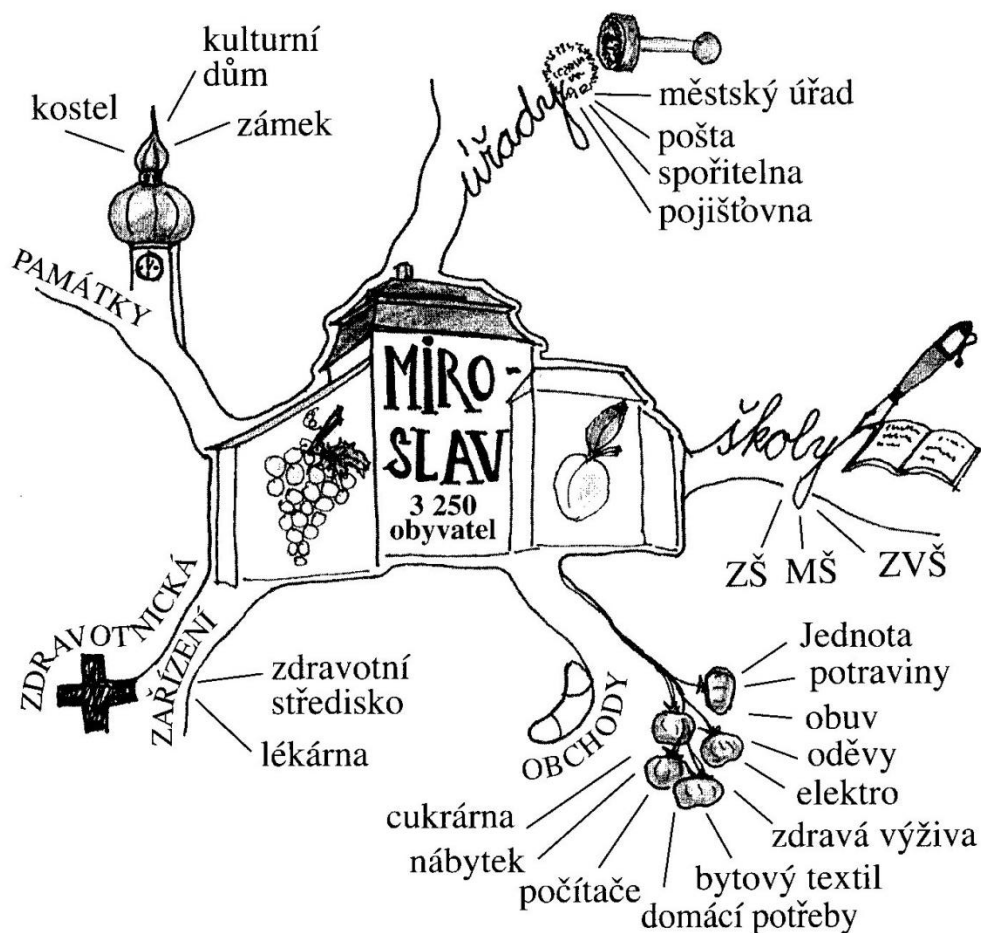 kulturní
dům
kostel
zámek
PAMÁTKY
úřady
městský úřad
pošta
spořitelna
pojišťovna
MIRO-
SLAV
3 250
obyvatel
školy
ZŠ
MŠ
ZVŠ
ZDRAVOTNICKÁ
ZAŘÍZENÍ
zdravotní
středisko
lékárna
OBCHODY
Jednota
potraviny
obuv
oděvy
elektro
zdravá výživa
bytový textil
domácí potřeby
počítače
nábytek
cukrárna